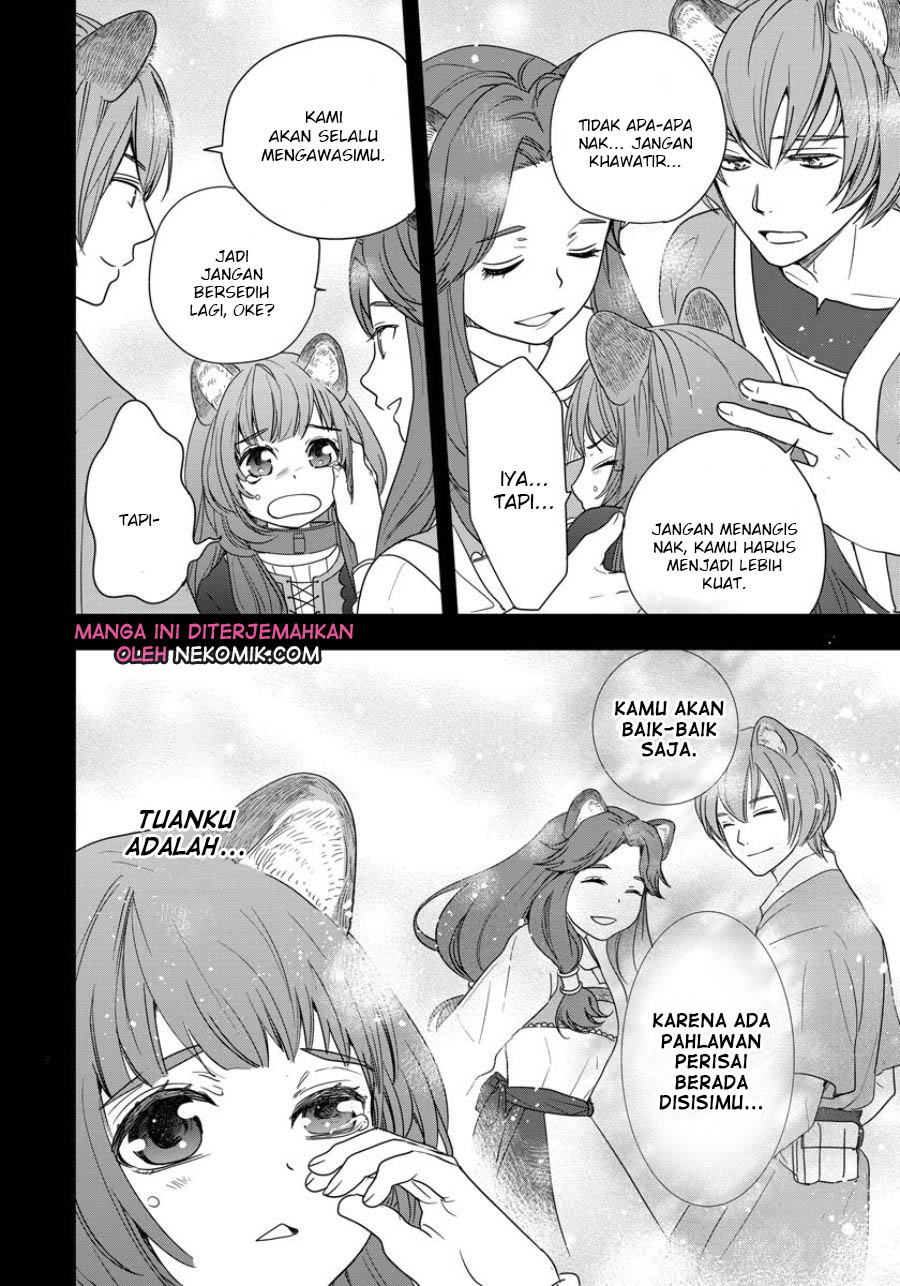 TIDAK APA-APA
NAK... JANGAN
KHAWATIR...
IYA...
TAPI...
JANGAN MENANGIS
NAK, KAMU HARUS
MENJADI LEBIH
KUAT.
KAMI
AKAN SELALU
MENGAWASIMU.
JADI
JANGAN
BERSEDIH
LAGI, OKE?
TAPI-
MANGA INI DITERJEMAHKAN
OLEH NEKOMIK.COM
KAMU AKAN
BAIK-BAIK
SAJA.
KARENA ADA
PAHLAWAN
PERISAI
BERADA
DISISIMU...
TUANKU
ADALAH...